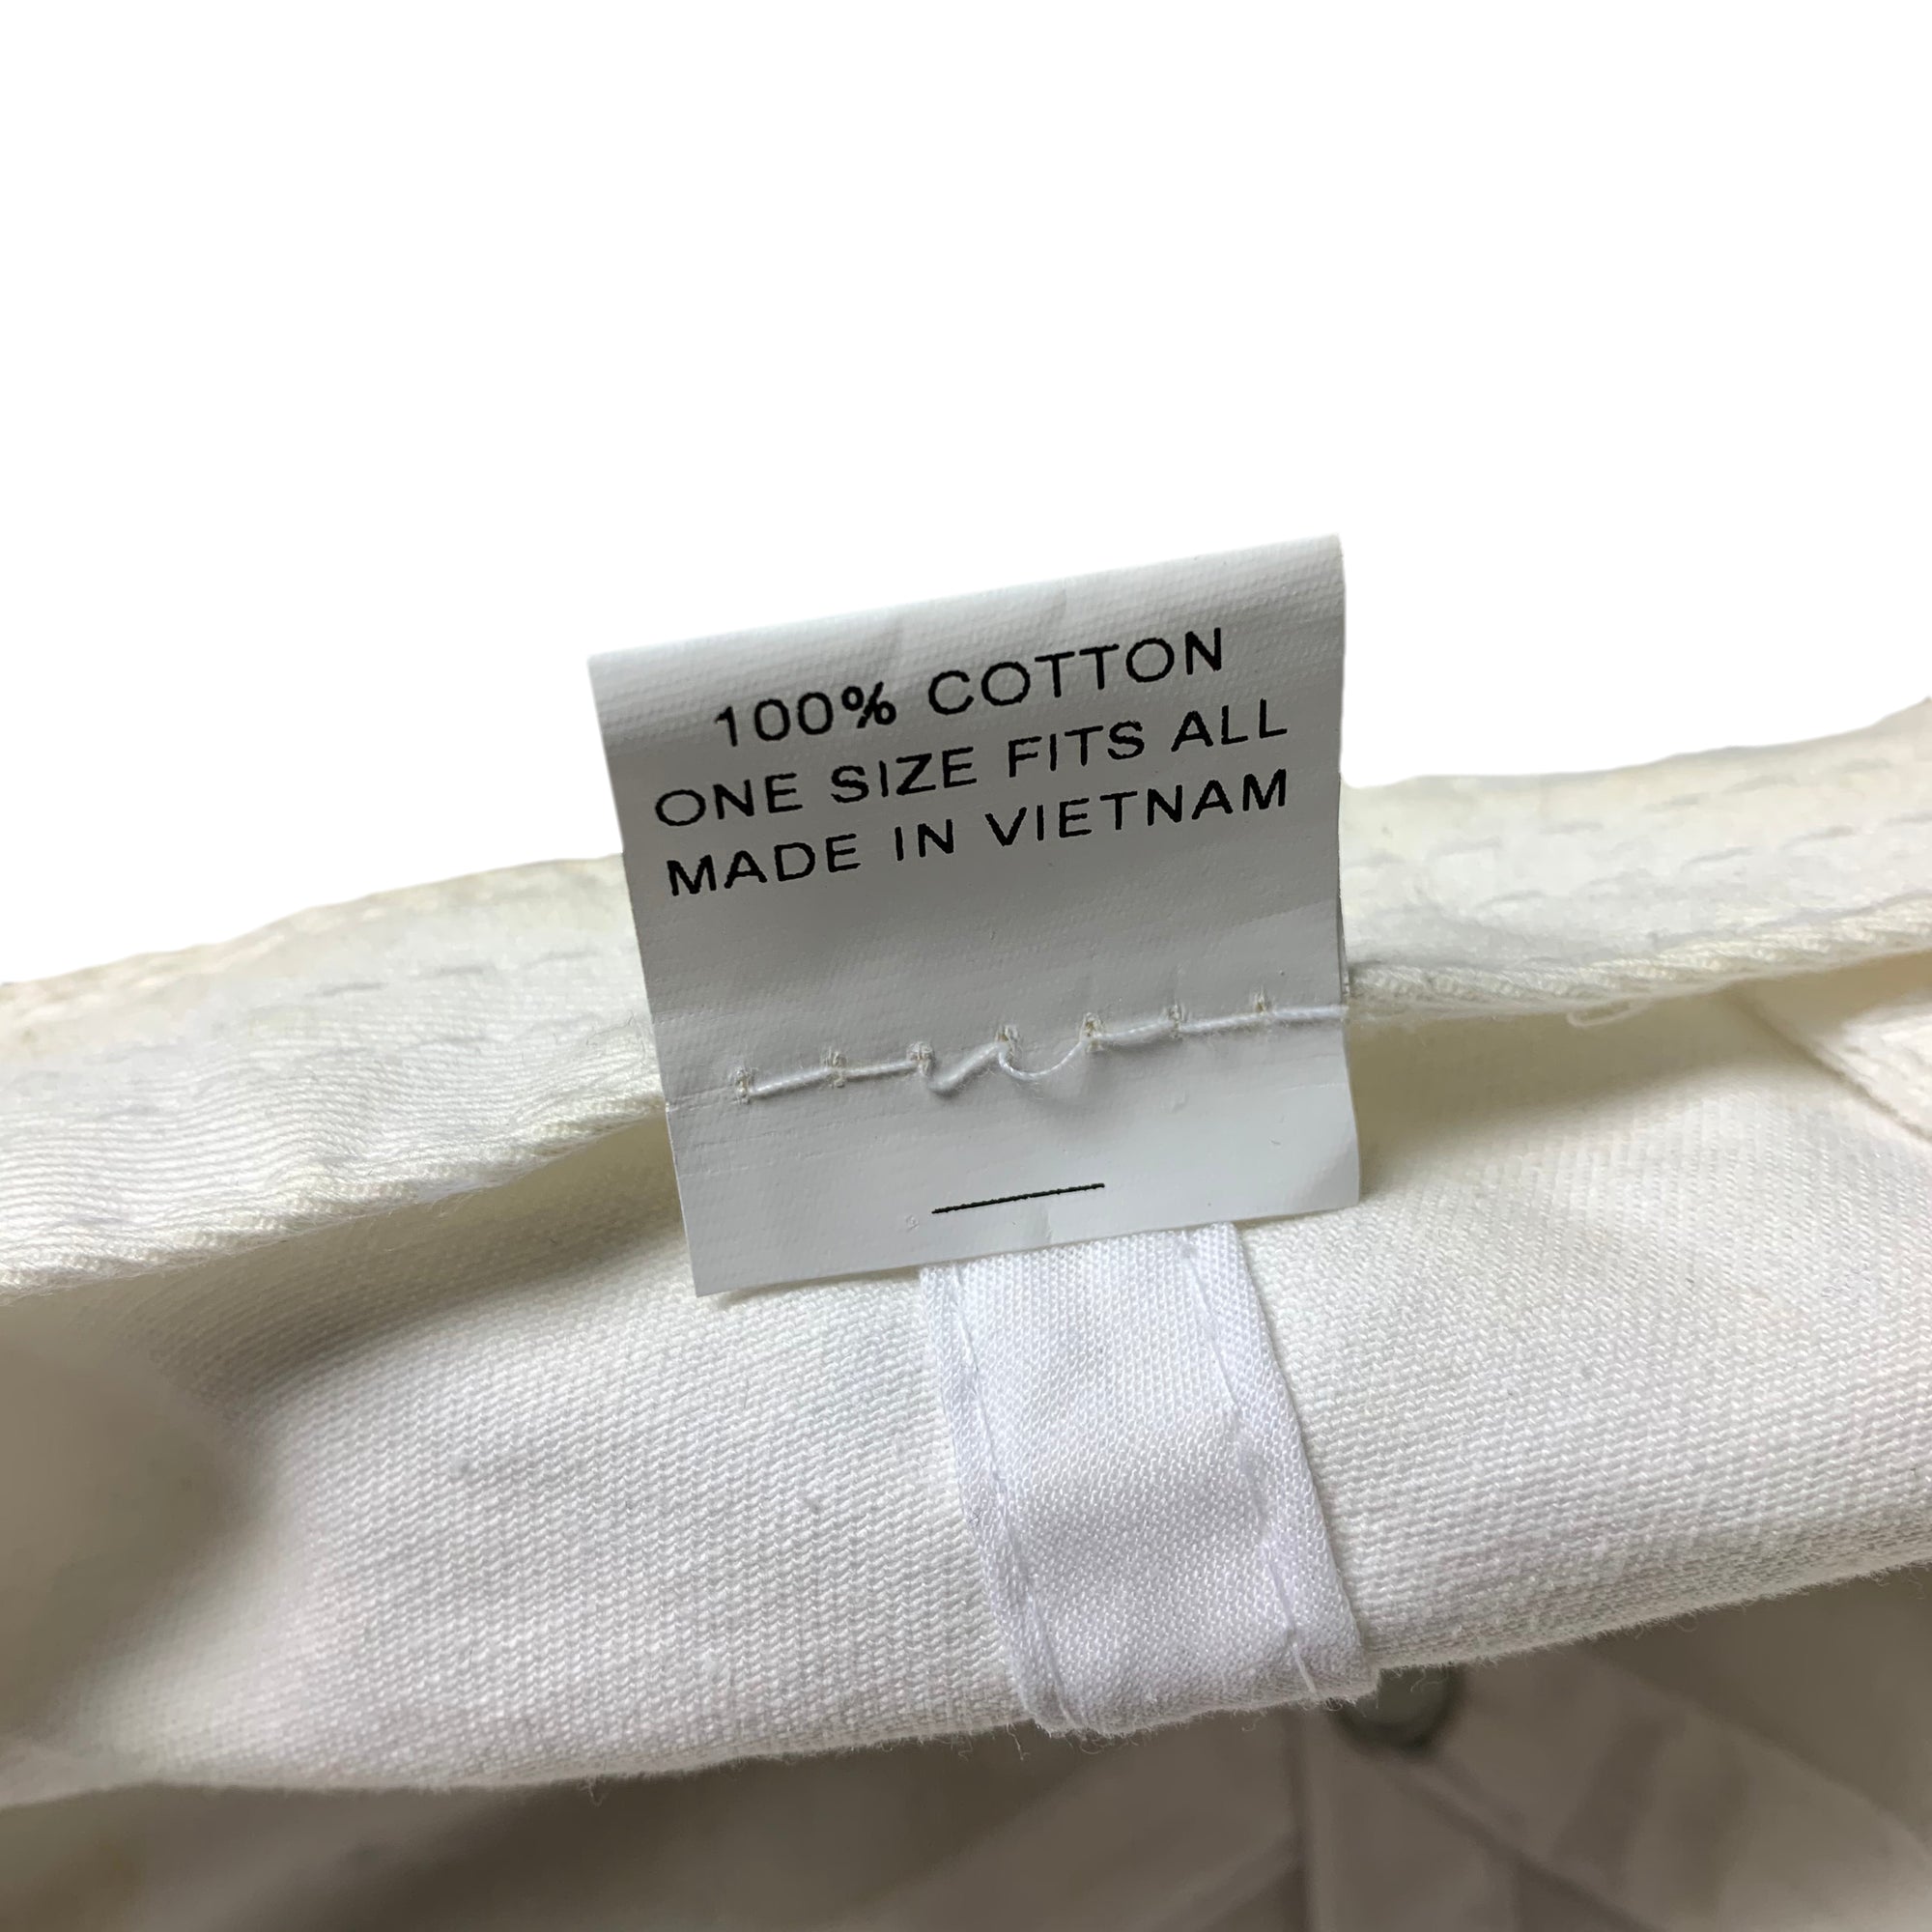 100% COTTON
ONE SIZE FITS ALL
MADE IN VIETNAM